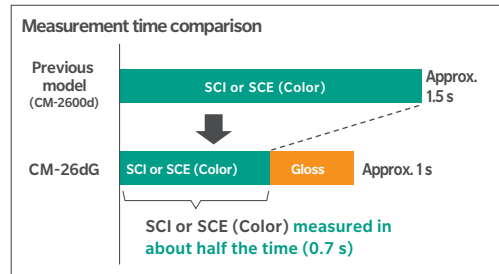 Measurement time comparison
Previous
model
(CM-2600d)
SCI or SCE (Color)
Approx.
1.5 s
CM-26dG
SCI or SCE (Color)
Gloss
Approx. 1 s
SCI or SCE (Color) measured in
about half the time (0.7 s)